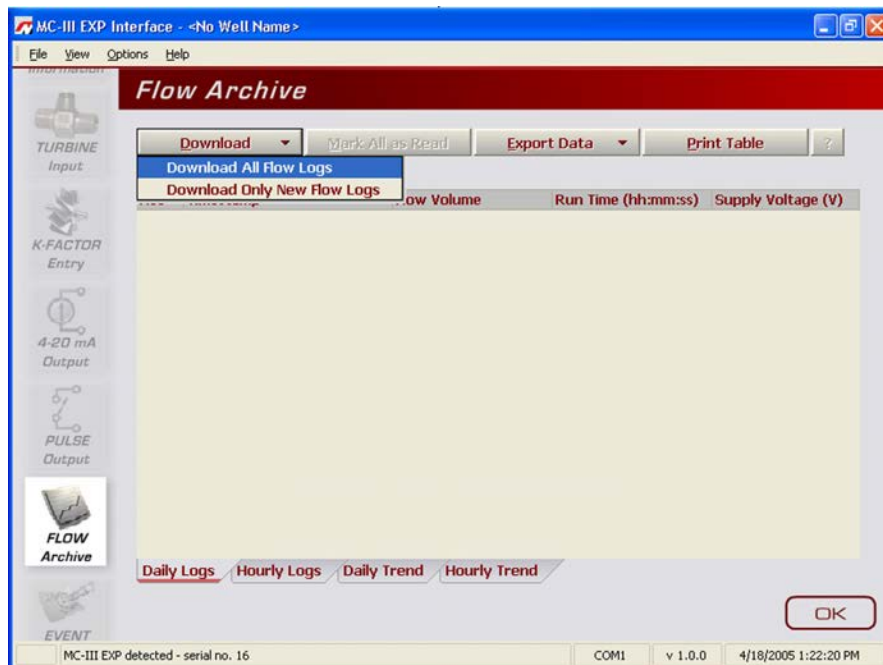 MC-III EXP Interface - <No Well Name>
File View Options Help
Information
Flow Archive
TURBINE
Input
Download Mark All as Read Export Data Print Table ?
Download All Flow Logs
Download Only New Flow Logs
Flow Volume Run Time (hh:mm:ss) Supply Voltage (V)
K-FACTOR
Entry
4-20 mA
Output
PULSE
Output
FLOW
Archive
Daily Logs Hourly Logs Daily Trend Hourly Trend
OK
EVENT
MC-III EXP detected - serial no. 16 COM1 v 1.0.0 4/18/2005 1:22:20 PM